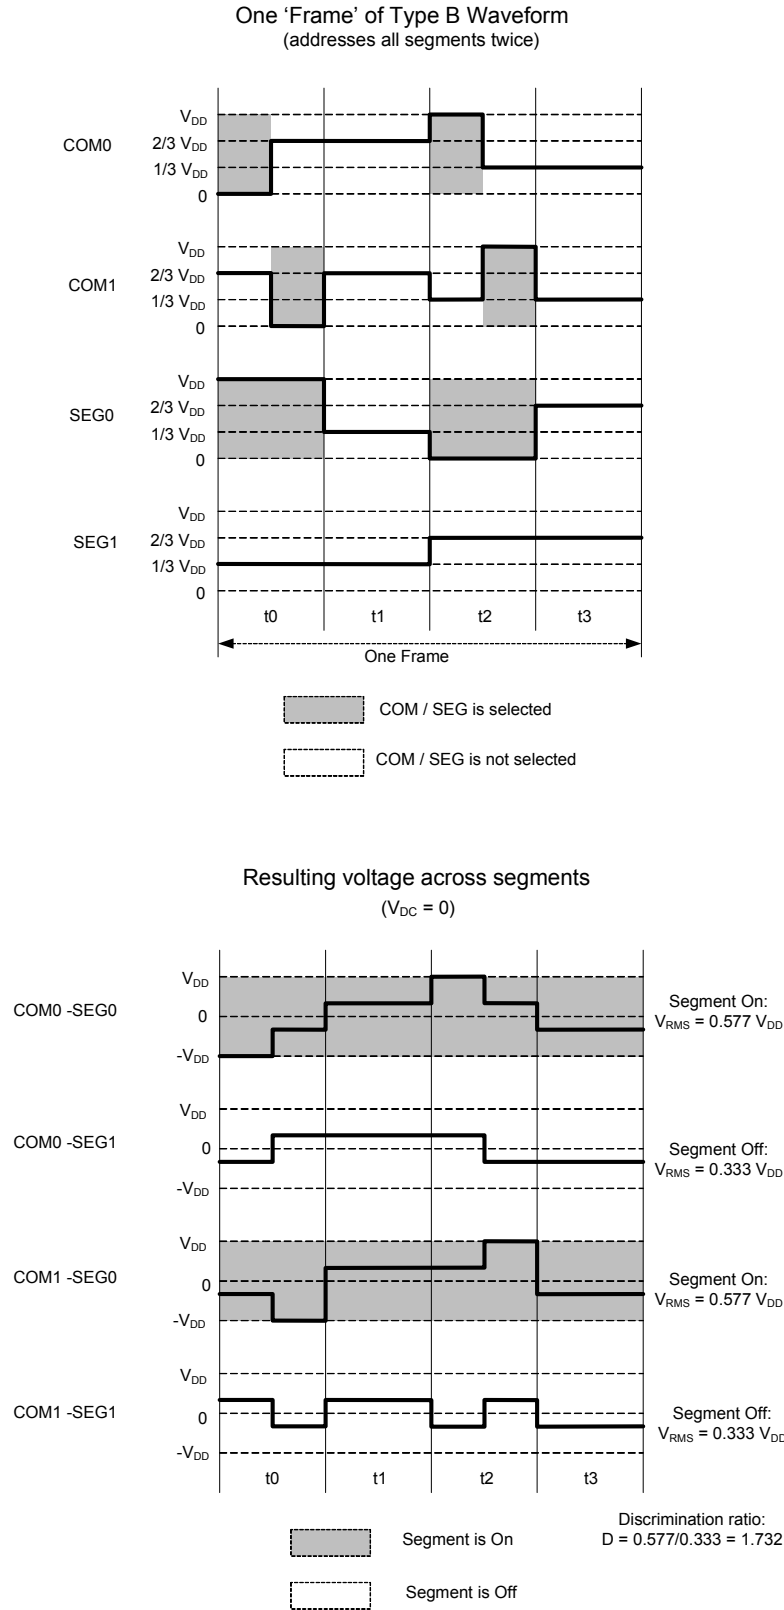 One ‘Frame’ of Type B Waveform
(addresses all segments twice)
COM0
VDD
2/3 VDD
1/3 VDD
0
COM1
VDD
2/3 VDD
1/3 VDD
0
SEG0
VDD
2/3 VDD
1/3 VDD
0
SEG1
VDD
2/3 VDD
1/3 VDD
0
t0 t1 t2 t3
One Frame
COM / SEG is selected
COM / SEG is not selected
Resulting voltage across segments
(VDC = 0)
COM0 -SEG0
VDD
0
-VDD
Segment On:
VRMS = 0.577 VDD
COM0 -SEG1
VDD
0
-VDD
Segment Off:
VRMS = 0.333 VDD
COM1 -SEG0
VDD
0
-VDD
Segment On:
VRMS = 0.577 VDD
COM1 -SEG1
VDD
0
-VDD
Segment Off:
VRMS = 0.333 VDD
t0 t1 t2 t3
Segment is On
Segment is Off
Discrimination ratio:
D = 0.577/0.333 = 1.732